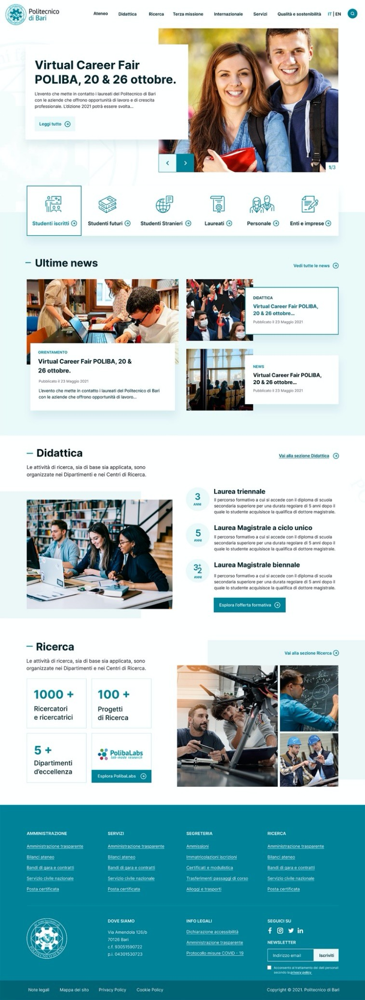 Politecnico
di Bari
Ateneo
Didattica
Ricerca
Terza missione
Internazionale
Servizi
Qualità e sostenibilità
IT | EN
Virtual Career Fair
POLIBA, 20 & 26 ottobre.
L'evento che mette in contatto i laureati del Politecnico di Bari
con le aziende che offrono opportunità di lavoro e di crescita
professionale. L'dizione 2021 potrà essere svolta...
Leggi tutto
1/3
Studenti iscritti
Studenti futuri
Studenti Stranieri
Laureati
Personale
Enti e imprese
Ultime news
Vedi tutte le news
ORIENTAMENTO
Virtual Career Fair POLIBA, 20 &
26 ottobre.
Pubblicato il 23 Maggio 2021
L'evento che mette in contatto i laureati del Politecnico di Bari
con le aziende che offrono opportunità di lavoro...
DIDATTICA
Virtual Career Fair POLIBA,
20 & 26 ottobre...
Pubblicato il 23 Maggio 2021
NEWS
Virtual Career Fair POLIBA,
20 & 26 ottobre...
Pubblicato il 23 Maggio 2021
Didattica
Vai alla sezione Didattica
Le attività di ricerca, sia di base sia applicata, sono
organizzate nei Dipartimenti e nei Centri di Ricerca.
3
ANNI
Laurea triennale
Il percorso formativo a cui si accede con il diploma di scuola
secondaria superiore per una durata regolare di 5 anni dopo il
quale lo studente acquisisce la qualifica di dottore magistrale.
5
ANNI
Laurea Magistrale a ciclo unico
Il percorso formativo a cui si accede con il diploma di scuola
secondaria superiore per una durata regolare di 5 anni dopo il
quale lo studente acquisisce la qualifica di dottore magistrale.
3+2
ANNI
Laurea Magistrale biennale
Il percorso formativo a cui si accede con il diploma di scuola
secondaria superiore per una durata regolare di 5 anni dopo il
quale lo studente acquisisce la qualifica di dottore magistrale.
Esplora l'offerta formativa
Ricerca
Vai alla sezione Ricerca
Le attività di ricerca, sia di base sia applicata, sono
organizzate nei Dipartimenti e nei Centri di Ricerca.
1000 +
Ricercatori
e ricercatrici
100 +
Progetti
di Ricerca
5 +
Dipartimenti
d'eccellenza
PolibaLabs
lab-made research
Esplora PolibaLabs
AMMINISTRAZIONE
Amministrazione trasparente
Bilanci ateneo
Bandi di gara e contratti
Servizio civile nazionale
Posta certificata
SERVIZI
Amministrazione trasparente
Bilanci ateneo
Bandi di gara e contratti
Servizio civile nazionale
Posta certificata
SEGRETERIA
Ammissioni
Immatricolazioni iscrizioni
Certificati e modulistica
Trasferimenti passaggi di corso
Alloggi e trasporti
RICERCA
Amministrazione trasparente
Bilanci ateneo
Bandi di gara e contratti
Servizio civile nazionale
Posta certificata
POLITECNICO DI BARI
DOVE SIAMO
Via Amendola 126/b
70126 Bari
c.f. 93051590722
p.i. 04301530723
INFO LEGALI
Dichiarazione accessibilità
Amministrazione trasparente
Protocollo misure COVID - 19
SEGUICI SU
NEWSLETTER
Indirizzo email
Iscriviti
Acconsento al trattamento dei dati personali
secondo la privacy policy
Note legali
Mappa del sito
Privacy Policy
Cookie Policy
Copyright © 2021. Politecnico di Bari